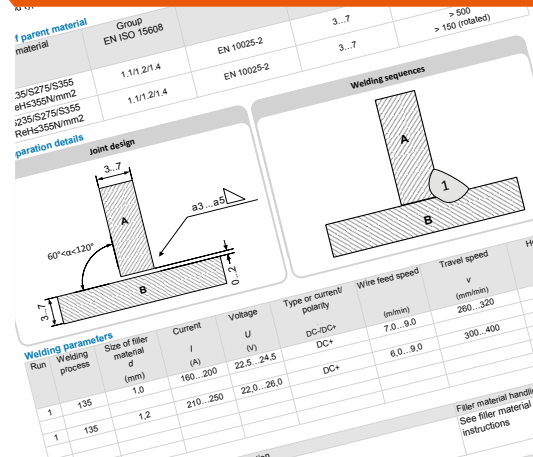 f parent material
material
Group
EN ISO 15608
3...7
> 500
> 150 (rotated)
35/S275/S355
eH≤355N/mm2
1.1/1.2/1.4
EN 10025-2
3...7
S235/S275/S355
ReH≤355N/mm2
1.1/1.2/1.4
EN 10025-2
paration details
Joint design
Welding sequences
3...7
A
a3...a5
60°<α<120°
B
0...2
3...7
A
1
B
Welding parameters
Run
Welding
process
Size of filler
material
d
(mm)
Current
I
(A)
Voltage
U
(V)
Type or current/
polarity
DC-/DC+
Wire feed speed
(m/min)
Travel speed
v
(mm/min)
1 135 1,0 160...200 22.5...24.5 DC+ 7.0...9.0 260...320
1 135 1,2 210...250 22,0...26.0 DC+ 6.0...9,0 300...400
Filler material handli
See filler material
instructions